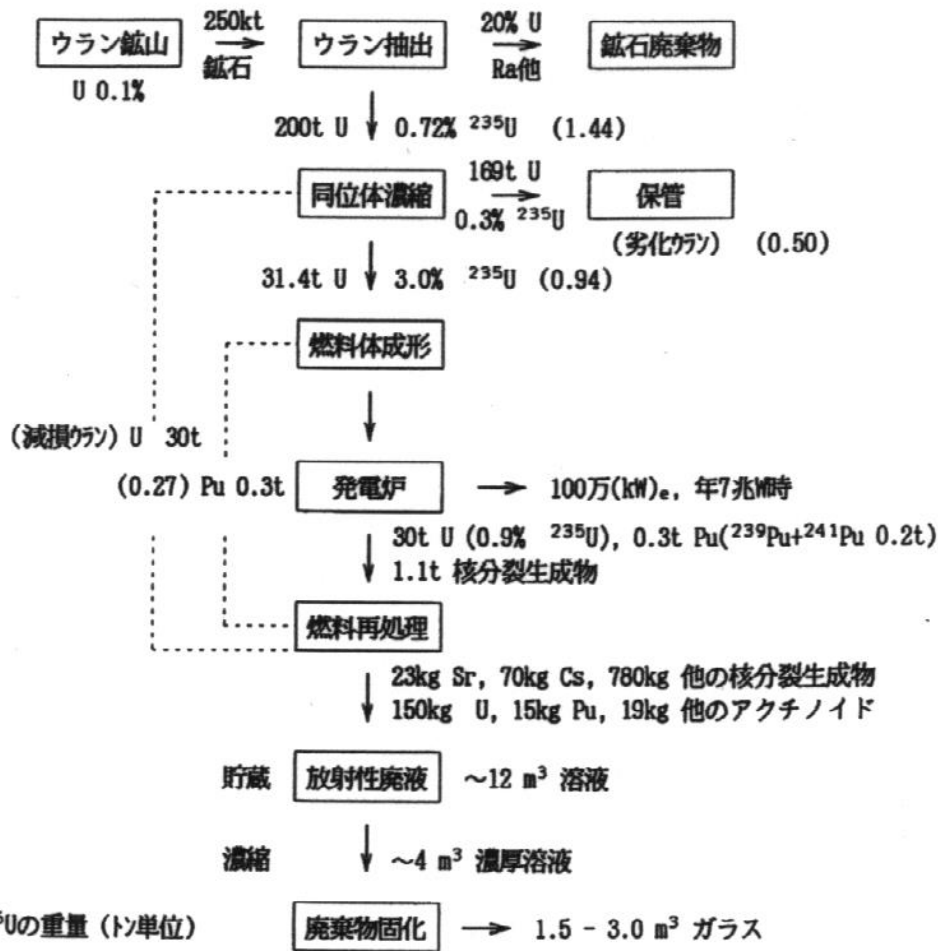 250kt 20% U
ウラン鉱山 ウラン抽出 鉱石廃棄物
鉱石 Ra他
U 0.1%
200t U 0.72% ²³⁵U (1.44)
169t U
同位体濃縮 保管
0.3% ²³⁵U
(劣化ウラン) (0.50)
31.4t U 3.0% ²³⁵U (0.94)
燃料体成形
(減損ウラン) U 30t
(0.27) Pu 0.3t 発電炉 100万(kW)ₑ, 年7兆W時
30t U (0.9% ²³⁵U), 0.3t Pu(²³⁹Pu+²⁴¹Pu 0.2t)
1.1t 核分裂生成物
燃料再処理
23kg Sr, 70kg Cs, 780kg 他の核分裂生成物
150kg U, 15kg Pu, 19kg 他のアクチノイド
貯蔵 放射性廃液 ～12 m³ 溶液
濃縮 ～4 m³ 濃厚溶液
Uの重量 (トン単位) 廃棄物固化 1.5 - 3.0 m³ ガラス